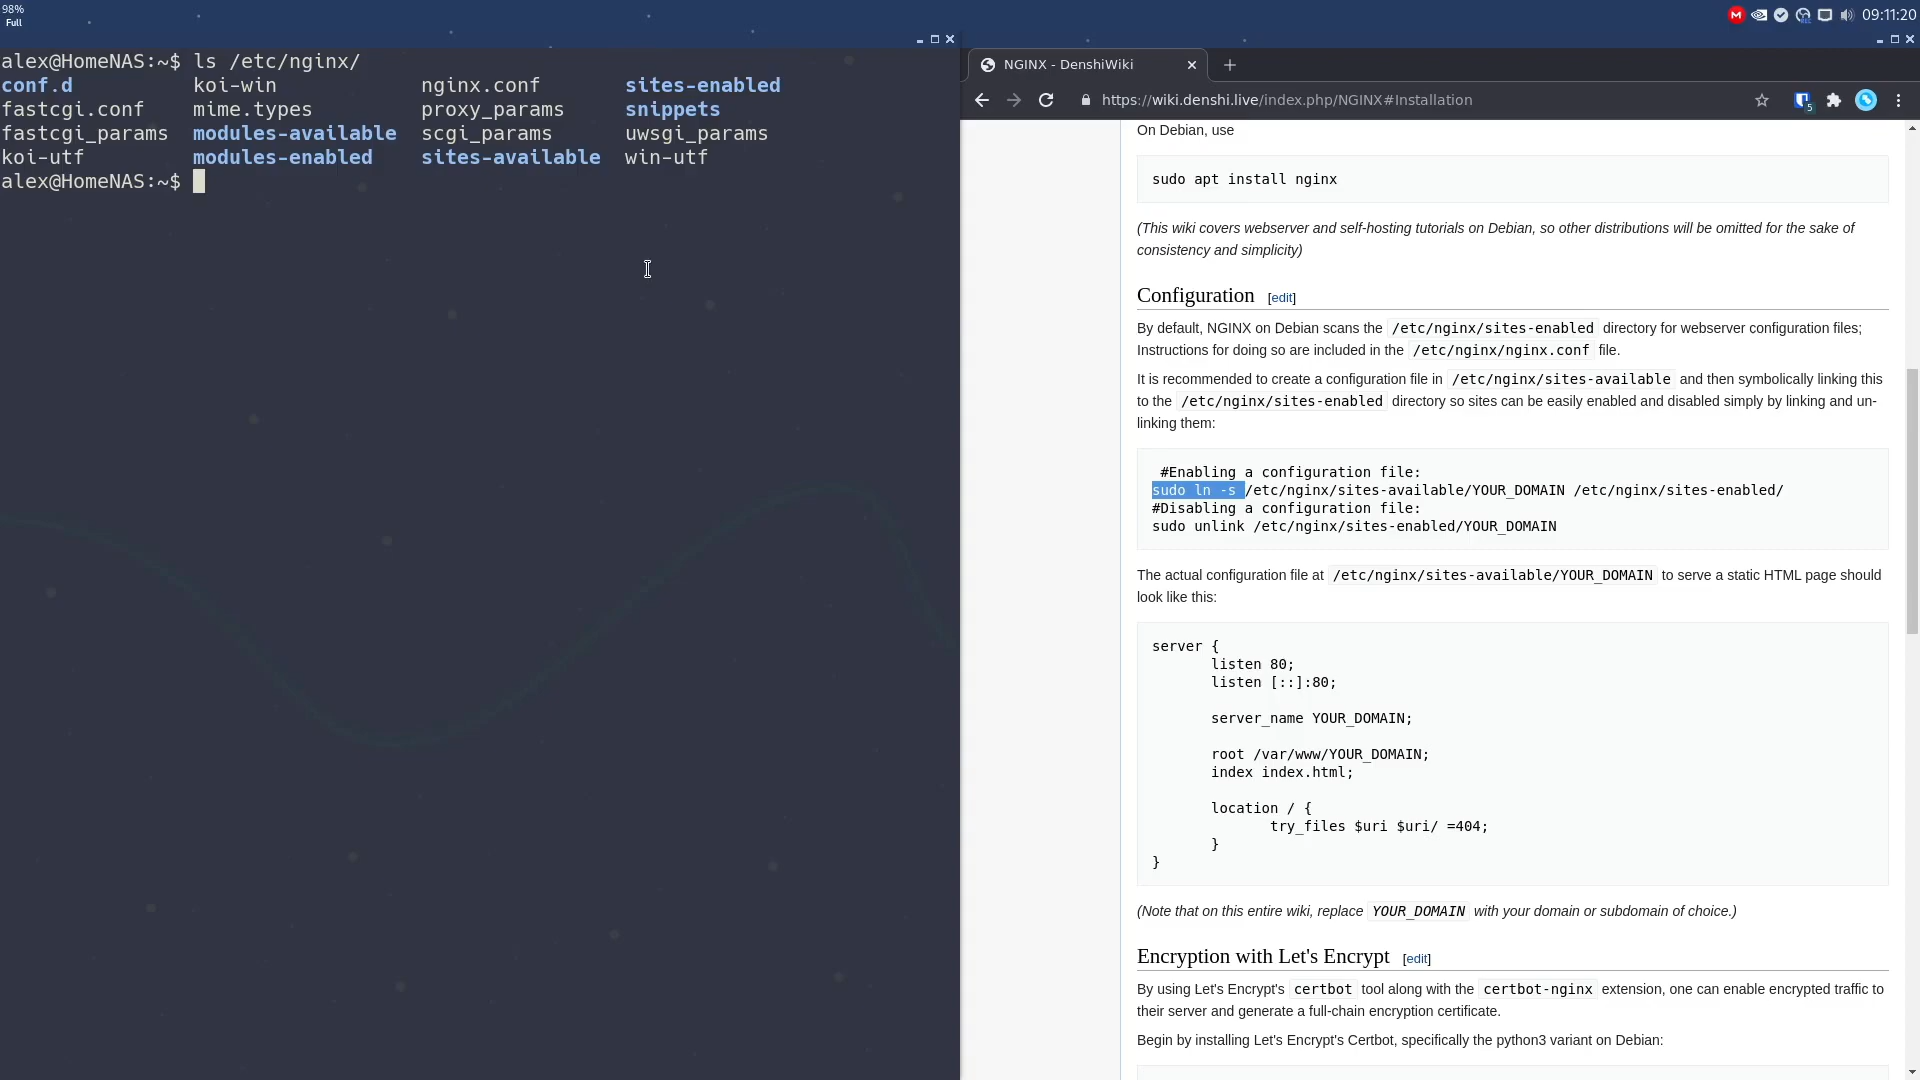 98%
Full
09:11:20
alex@HomeNAS:~$ ls /etc/nginx/
conf.d koi-win nginx.conf sites-enabled
fastcgi.conf mime.types proxy_params snippets
fastcgi_params modules-available scgi_params uwsgi_params
koi-utf modules-enabled sites-available win-utf
alex@HomeNAS:~$
NGINX - DenshiWiki
https://wiki.denshi.live/index.php/NGINX#Installation
5
On Debian, use
sudo apt install nginx
(This wiki covers webserver and self-hosting tutorials on Debian, so other distributions will be omitted for the sake of
consistency and simplicity)
Configuration [edit]
By default, NGINX on Debian scans the /etc/nginx/sites-enabled directory for webserver configuration files;
Instructions for doing so are included in the /etc/nginx/nginx.conf file.
It is recommended to create a configuration file in /etc/nginx/sites-available and then symbolically linking this
to the /etc/nginx/sites-enabled directory so sites can be easily enabled and disabled simply by linking and un-
linking them:
#Enabling a configuration file:
sudo ln -s /etc/nginx/sites-available/YOUR_DOMAIN /etc/nginx/sites-enabled/
#Disabling a configuration file:
sudo unlink /etc/nginx/sites-enabled/YOUR_DOMAIN
The actual configuration file at /etc/nginx/sites-available/YOUR_DOMAIN to serve a static HTML page should
look like this:
server {
listen 80;
listen [::]:80;
server_name YOUR_DOMAIN;
root /var/www/YOUR_DOMAIN;
index index.html;
location / {
try_files $uri $uri/ =404;
}
}
(Note that on this entire wiki, replace YOUR_DOMAIN with your domain or subdomain of choice.)
Encryption with Let's Encrypt [edit]
By using Let's Encrypt's certbot tool along with the certbot-nginx extension, one can enable encrypted traffic to
their server and generate a full-chain encryption certificate.
Begin by installing Let's Encrypt's Certbot, specifically the python3 variant on Debian: